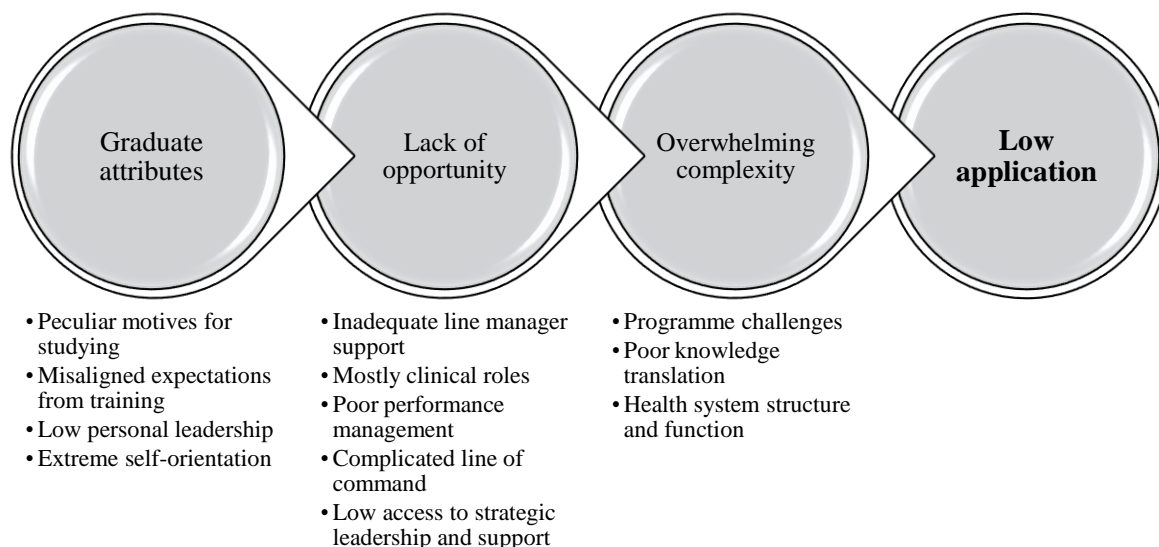 Graduate
attributes
Lack of
opportunity
Overwhelming
complexity
Low
application
• Peculiar motives for
studying
• Misaligned expectations
from training
• Low personal leadership
• Extreme self-orientation
• Inadequate line manager
support
• Mostly clinical roles
• Poor performance
management
• Complicated line of
command
• Low access to strategic
leadership and support
• Programme challenges
• Poor knowledge
translation
• Health system structure
and function